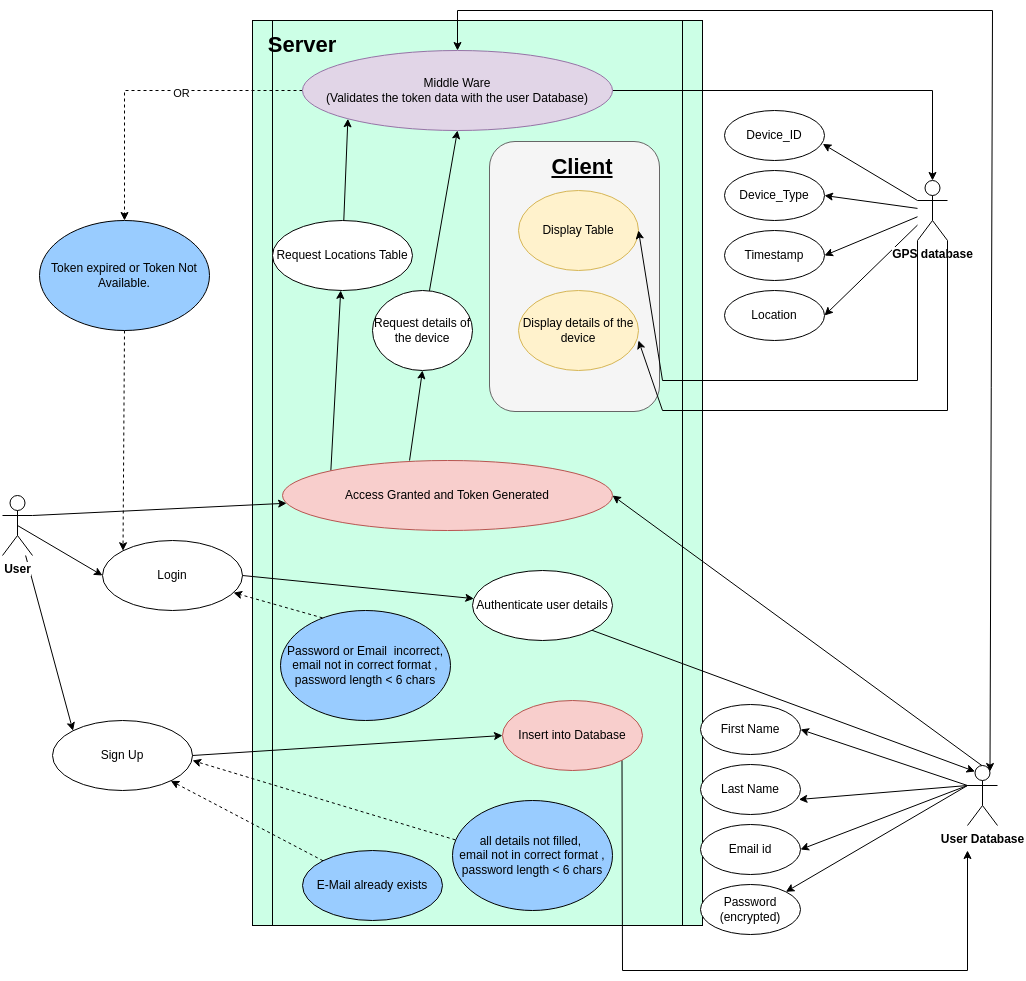 Server
Middle Ware
(Validates the token data with the user Database)
OR
Client
Device_ID
Device_Type
Display Table
Timestamp
GPS database
Request Locations Table
Token expired or Token Not
Available.
Request details of
the device
Display details of the
device
Location
Access Granted and Token Generated
User
Login
Authenticate user details
Password or Email  incorrect,
email not in correct format ,
password length < 6 chars
Sign Up
Insert into Database
First Name
Last Name
User Database
Email id
all details not filled,
email not in correct format ,
password length < 6 chars
E-Mail already exists
Password
(encrypted)